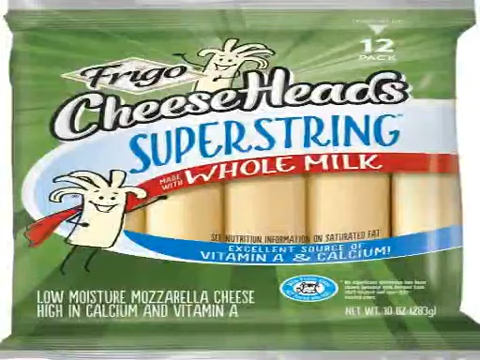 12
PACK
Frigo
CheeseHeads
SUPERSTRING
MADE WITH WHOLE MILK
SEE NUTRITION INFORMATION ON SATURATED FAT
EXCELLENT SOURCE OF
VITAMIN A & CALCIUM!
LOW MOISTURE MOZZARELLA CHEESE
HIGH IN CALCIUM AND VITAMIN A
NET WT. 10 OZ (283g)